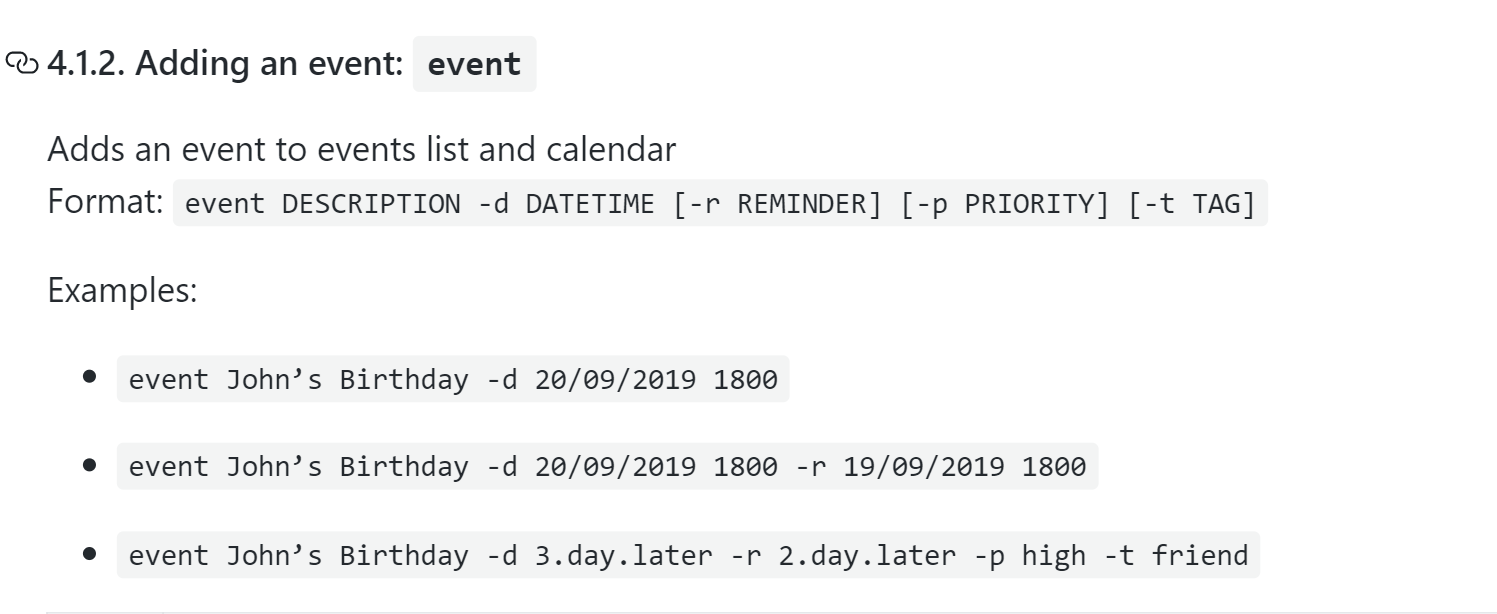 4.1.2. Adding an event: event
Adds an event to events list and calendar
Format: event DESCRIPTION -d DATETIME [-r REMINDER] [-p PRIORITY] [-t TAG]
Examples:
event John’s Birthday -d 20/09/2019 1800
event John’s Birthday -d 20/09/2019 1800 -r 19/09/2019 1800
event John’s Birthday -d 3.day.later -r 2.day.later -p high -t friend